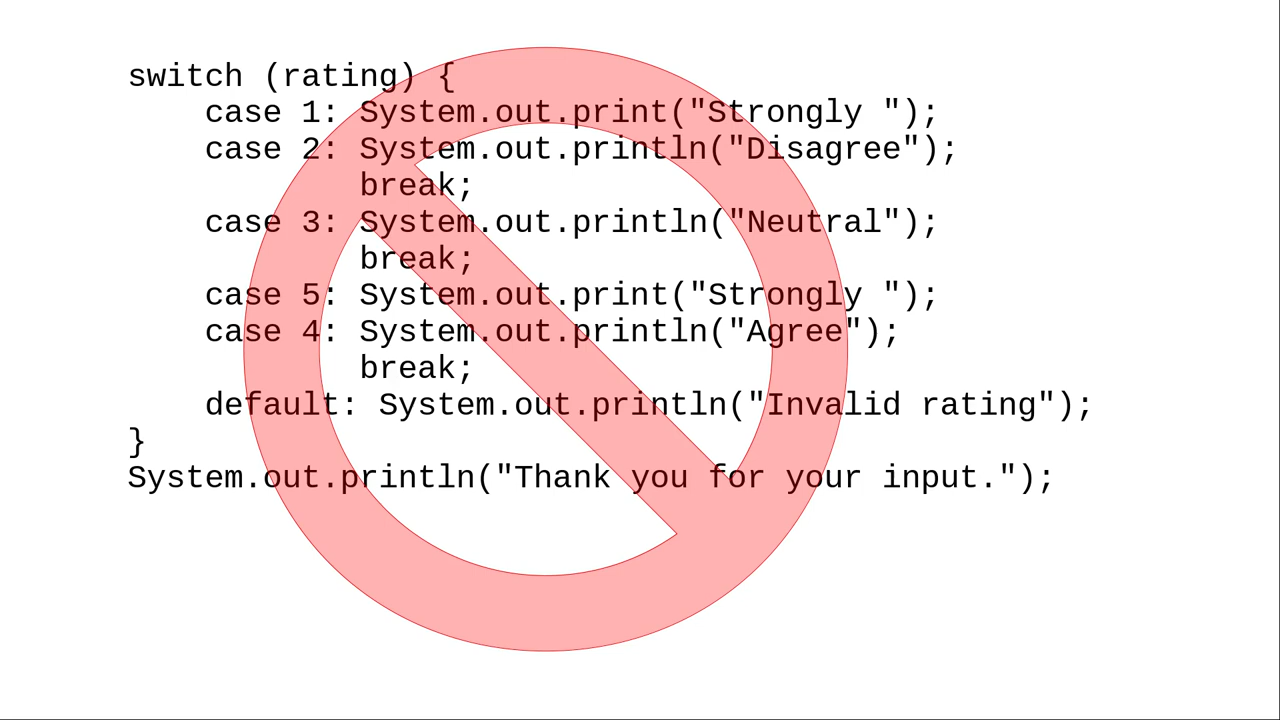 switch (rating) {
    case 1: System.out.print("Strongly ");
    case 2: System.out.println("Disagree");
            break;
    case 3: System.out.println("Neutral");
            break;
    case 5: System.out.print("Strongly ");
    case 4: System.out.println("Agree");
            break;
    default: System.out.println("Invalid rating");
}
System.out.println("Thank you for your input.");